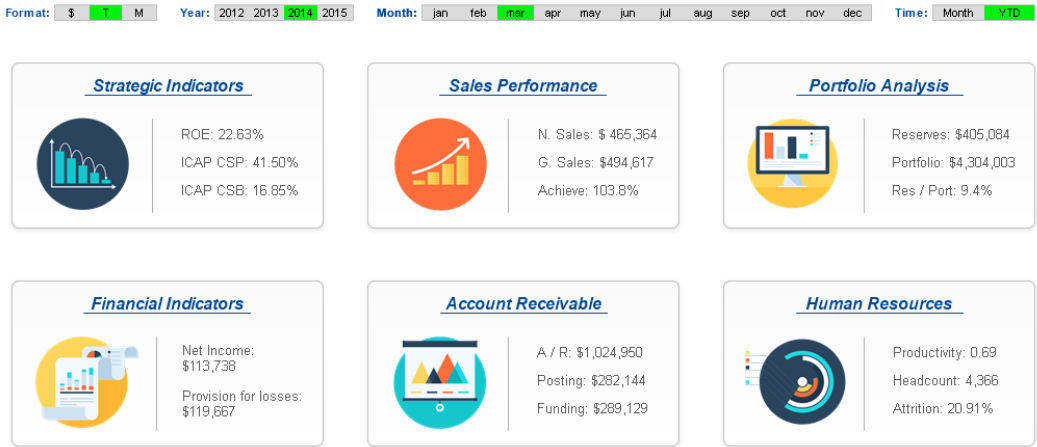 Format: $ T M Year: 2012 2013 2014 2015 Month: jan feb mar apr may jun jul aug sep oct nov dec Time: Month YTD
Strategic Indicators
ROE: 22.63%
ICAP CSP: 41.50%
ICAP CSB: 16.85%
Sales Performance
N. Sales: $ 465,364
G. Sales: $494,617
Achieve: 103.8%
Portfolio Analysis
Reserves: $405,084
Portfolio: $4,304,003
Res / Port: 9.4%
Financial Indicators
Net Income:
$113,738
Provision for losses:
$119,667
Account Receivable
A / R: $1,024,950
Posting: $282,144
Funding: $289,129
Human Resources
Productivity: 0.69
Headcount: 4,366
Attrition: 20.91%